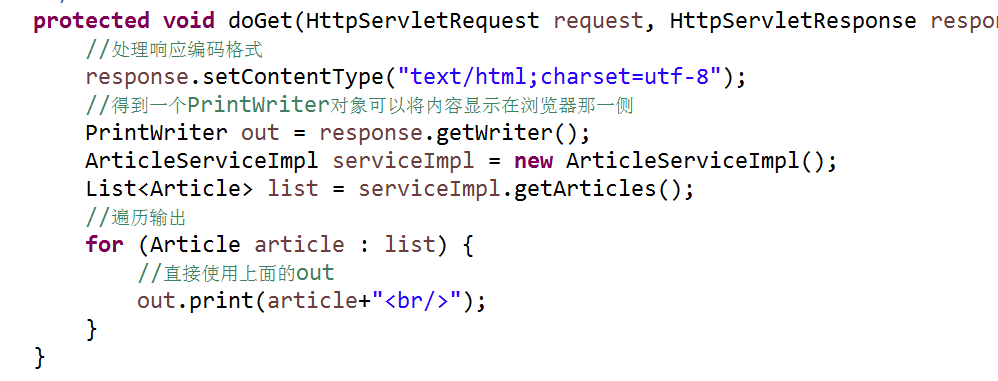 protected void doGet(HttpServletRequest request, HttpServletResponse respo
//处理响应编码格式
response.setContentType("text/html;charset=utf-8");
//得到一个PrintWriter对象可以将内容显示在浏览器那一侧
PrintWriter out = response.getWriter();
ArticleServiceImpl serviceImpl = new ArticleServiceImpl();
List<Article> list = serviceImpl.getArticles();
//遍历输出
for (Article article : list) {
//直接使用上面的out
out.print(article+"<br/>");
}
}